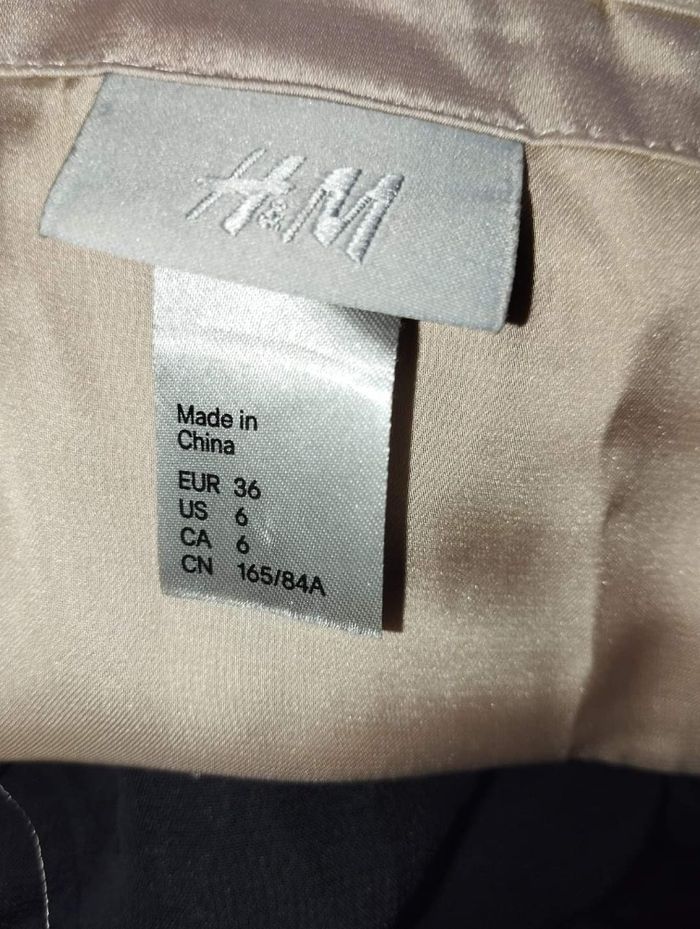 H&M
Made in
China
EUR 36
US 6
CA 6
CN 165/84A